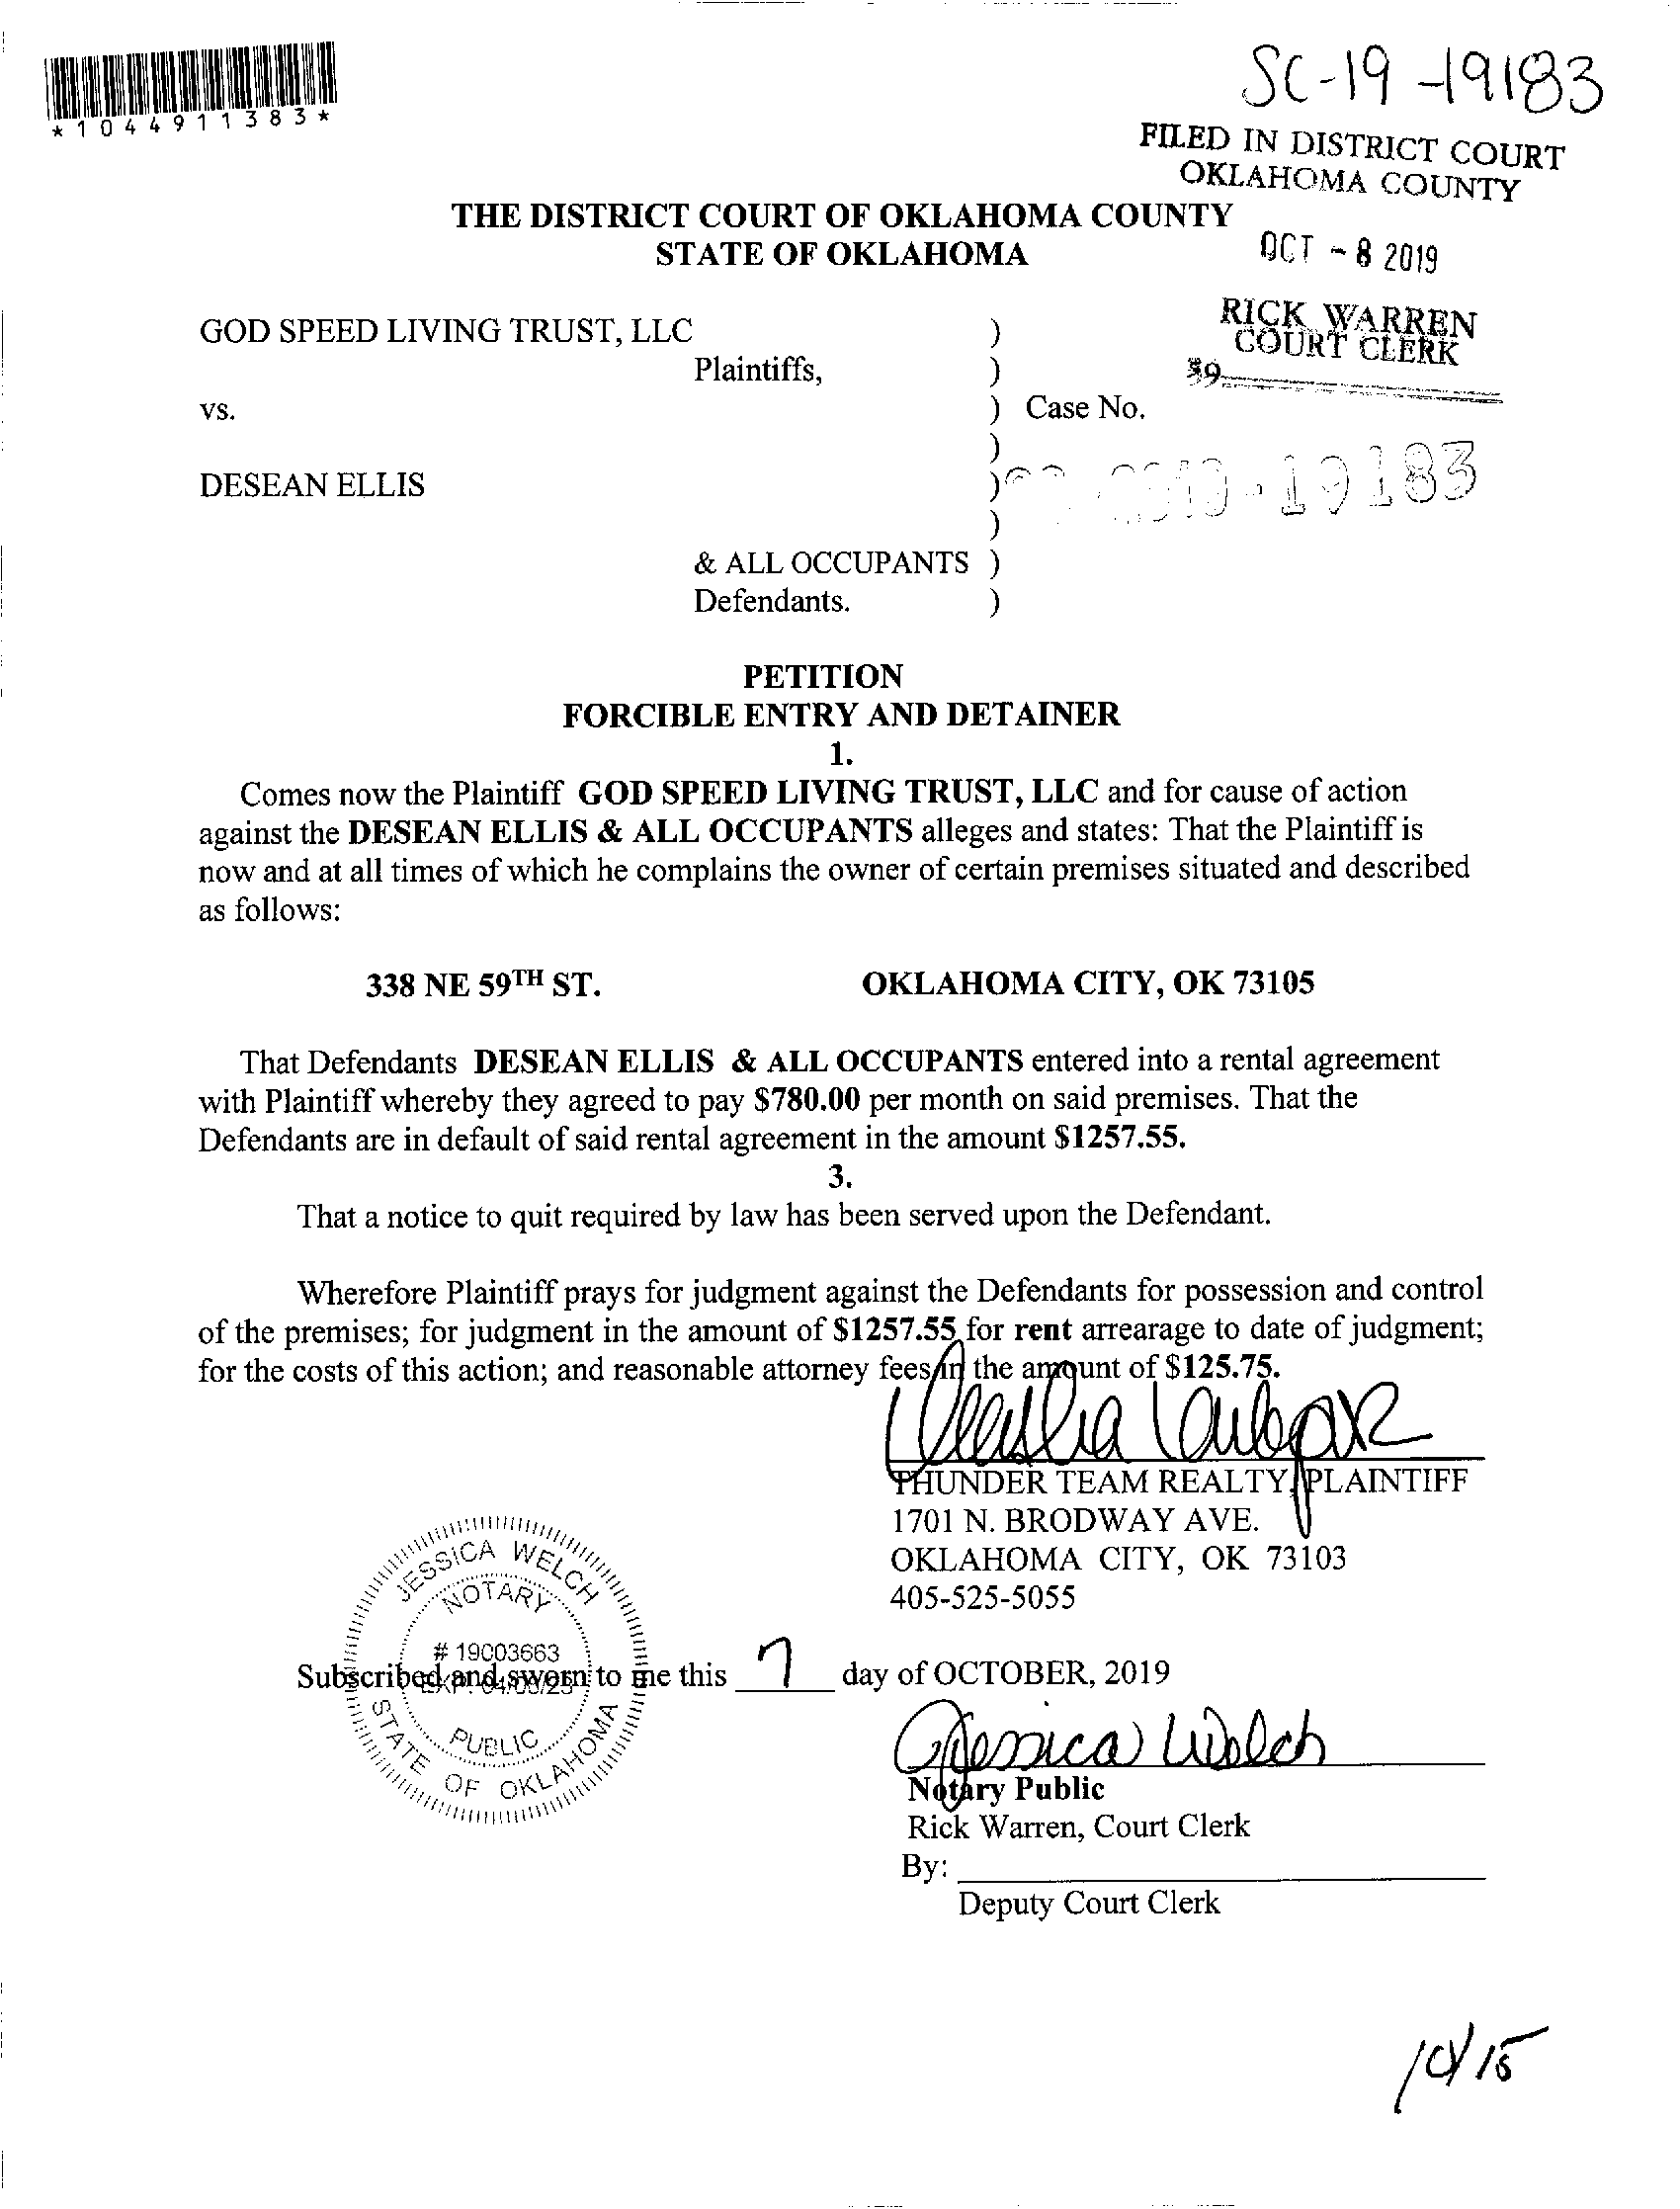 SC-19-19183
*1044911383*
FILED IN DISTRICT COURT
OKLAHOMA COUNTY
THE DISTRICT COURT OF OKLAHOMA COUNTY
STATE OF OKLAHOMA
OCT - 8 2019
RICK WARREN
COURT CLERK
39
GOD SPEED LIVING TRUST, LLC )
Plaintiffs, )
vs. ) Case No.
)
DESEAN ELLIS ) -19183
)
& ALL OCCUPANTS )
Defendants. )
PETITION
FORCIBLE ENTRY AND DETAINER
1.
Comes now the Plaintiff GOD SPEED LIVING TRUST, LLC and for cause of action
against the DESEAN ELLIS & ALL OCCUPANTS alleges and states: That the Plaintiff is
now and at all times of which he complains the owner of certain premises situated and described
as follows:
338 NE 59TH ST. OKLAHOMA CITY, OK 73105
That Defendants DESEAN ELLIS & ALL OCCUPANTS entered into a rental agreement
with Plaintiff whereby they agreed to pay $780.00 per month on said premises. That the
Defendants are in default of said rental agreement in the amount $1257.55.
3.
That a notice to quit required by law has been served upon the Defendant.
Wherefore Plaintiff prays for judgment against the Defendants for possession and control
of the premises; for judgment in the amount of $1257.55 for rent arrearage to date of judgment;
for the costs of this action; and reasonable attorney fees in the amount of $125.75.
THUNDER TEAM REALTY, PLAINTIFF
1701 N. BRODWAY AVE.
OKLAHOMA CITY, OK 73103
405-525-5055
JESSICA WELCH
NOTARY
# 19003663
PUBLIC
STATE OF OKLAHOMA
Subscribed and sworn to me this 7 day of OCTOBER, 2019
Jessica Welch
Notary Public
Rick Warren, Court Clerk
By:
Deputy Court Clerk
10/15